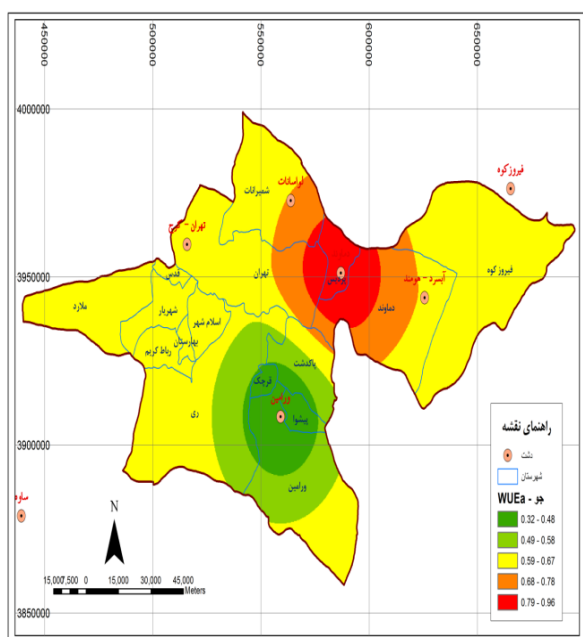 450000
500000
550000
600000
650000
4000000
3950000
3900000
3850000
فیروزکوه
لواسانات
شمیرانات
تهران - کرج
آبسرد - هومند
فیروز کوه
پردیس
دماوند
تهران
قدس
ملارد
شهریار
اسلام شهر
بهارستان
رباط کریم
پاکدشت
قرچک
ورامین
پیشوا
ری
ورامین
ساوه
N
15,000
7,500
0
15,000
30,000
45,000
Meters
راهنمای نقشه
دشت
شهرستان
WUEa - جو
0.32 - 0.48
0.49 - 0.58
0.59 - 0.67
0.68 - 0.78
0.79 - 0.96